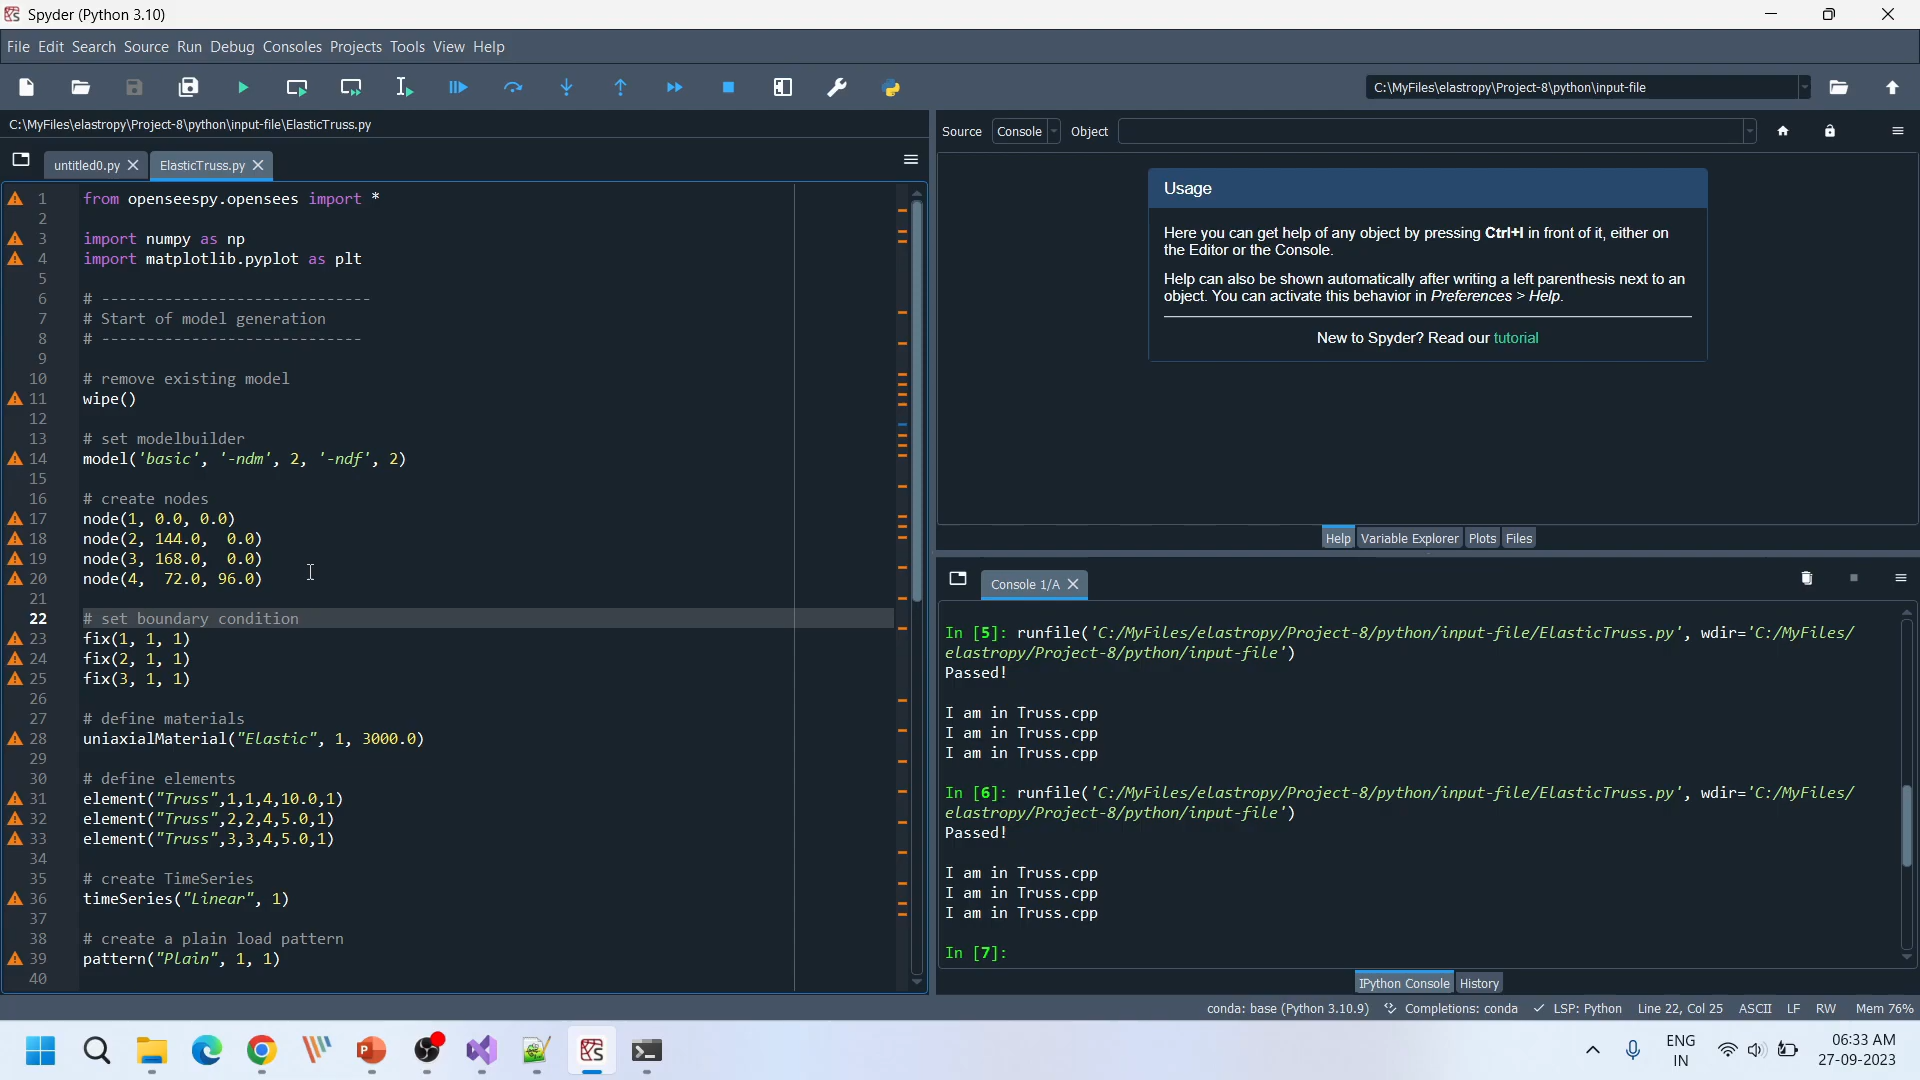 Spyder (Python 3.10)
File Edit Search Source Run Debug Consoles Projects Tools View Help
C:\MyFiles\elastropy\Project-8\python\input-file
C:\MyFiles\elastropy\Project-8\python\input-file\ElasticTruss.py
untitled0.py
ElasticTruss.py
1 from openseespy.opensees import *
2
3 import numpy as np
4 import matplotlib.pyplot as plt
5
6 # ------------------------------
7 # Start of model generation
8 # -----------------------------
9
10 # remove existing model
11 wipe()
12
13 # set modelbuilder
14 model('basic', '-ndm', 2, '-ndf', 2)
15
16 # create nodes
17 node(1, 0.0, 0.0)
18 node(2, 144.0,  0.0)
19 node(3, 168.0,  0.0)
20 node(4,  72.0, 96.0)
21
22 # set boundary condition
23 fix(1, 1, 1)
24 fix(2, 1, 1)
25 fix(3, 1, 1)
26
27 # define materials
28 uniaxialMaterial("Elastic", 1, 3000.0)
29
30 # define elements
31 element("Truss",1,1,4,10.0,1)
32 element("Truss",2,2,4,5.0,1)
33 element("Truss",3,3,4,5.0,1)
34
35 # create TimeSeries
36 timeSeries("Linear", 1)
37
38 # create a plain load pattern
39 pattern("Plain", 1, 1)
40
Source Console Object
Usage
Here you can get help of any object by pressing Ctrl+I in front of it, either on
the Editor or the Console.
Help can also be shown automatically after writing a left parenthesis next to an
object. You can activate this behavior in Preferences > Help.
New to Spyder? Read our tutorial
Help Variable Explorer Plots Files
Console 1/A
In [5]: runfile('C:/MyFiles/elastropy/Project-8/python/input-file/ElasticTruss.py', wdir='C:/MyFiles/
elastropy/Project-8/python/input-file')
Passed!
I am in Truss.cpp
I am in Truss.cpp
I am in Truss.cpp
In [6]: runfile('C:/MyFiles/elastropy/Project-8/python/input-file/ElasticTruss.py', wdir='C:/MyFiles/
elastropy/Project-8/python/input-file')
Passed!
I am in Truss.cpp
I am in Truss.cpp
I am in Truss.cpp
In [7]:
IPython Console History
conda: base (Python 3.10.9) Completions: conda LSP: Python Line 22, Col 25 ASCII LF RW Mem 76%
ENG
IN
06:33 AM
27-09-2023